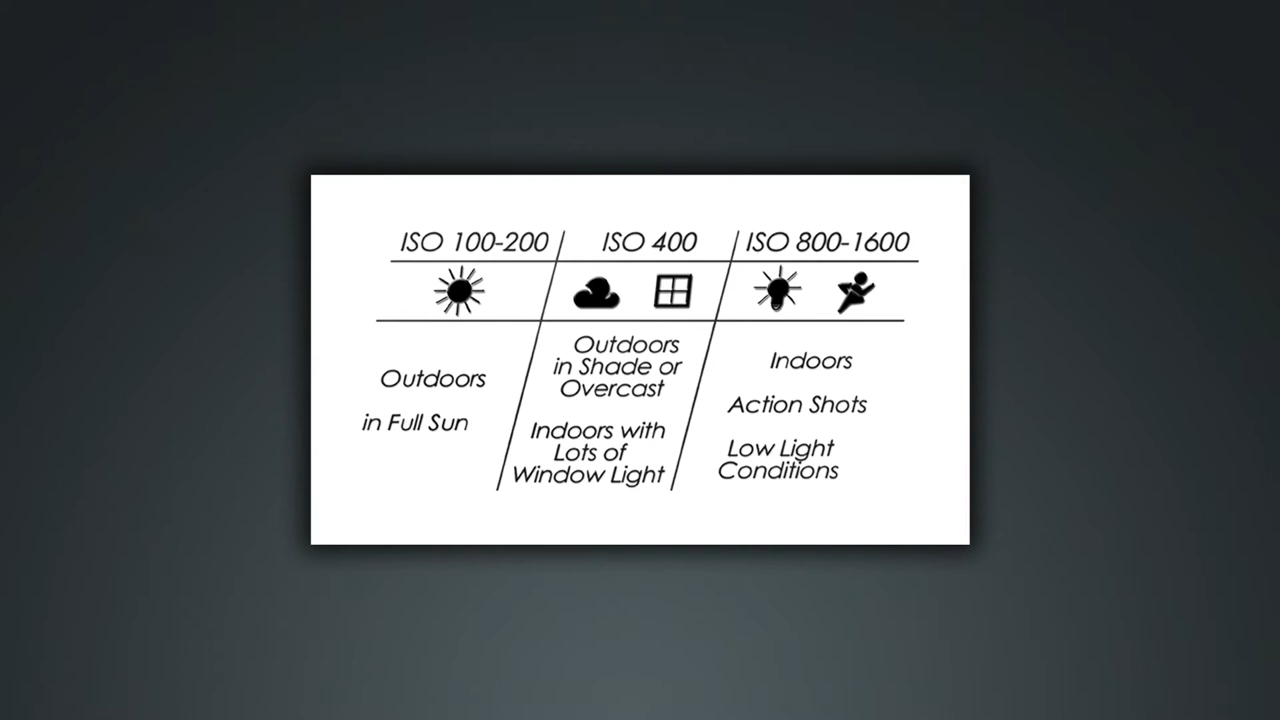 ISO 100-200
ISO 400
ISO 800-1600
Outdoors
in Full Sun
Outdoors
in Shade or
Overcast
Indoors with
Lots of
Window Light
Indoors
Action Shots
Low Light
Conditions